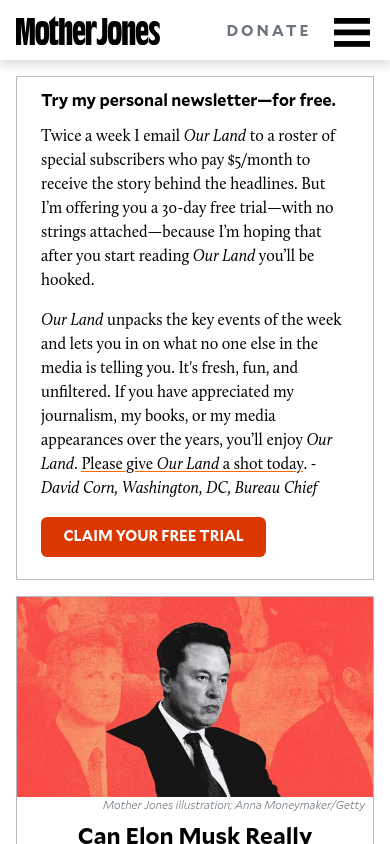 Mother Jones
DONATE
Try my personal newsletter—for free.
Twice a week I email Our Land to a roster of
special subscribers who pay $5/month to
receive the story behind the headlines. But
I’m offering you a 30-day free trial—with no
strings attached—because I’m hoping that
after you start reading Our Land you’ll be
hooked.
Our Land unpacks the key events of the week
and lets you in on what no one else in the
media is telling you. It's fresh, fun, and
unfiltered. If you have appreciated my
journalism, my books, or my media
appearances over the years, you’ll enjoy Our
Land. Please give Our Land a shot today. -
David Corn, Washington, DC, Bureau Chief
CLAIM YOUR FREE TRIAL
Mother Jones illustration; Anna Moneymaker/Getty
Can Elon Musk Really